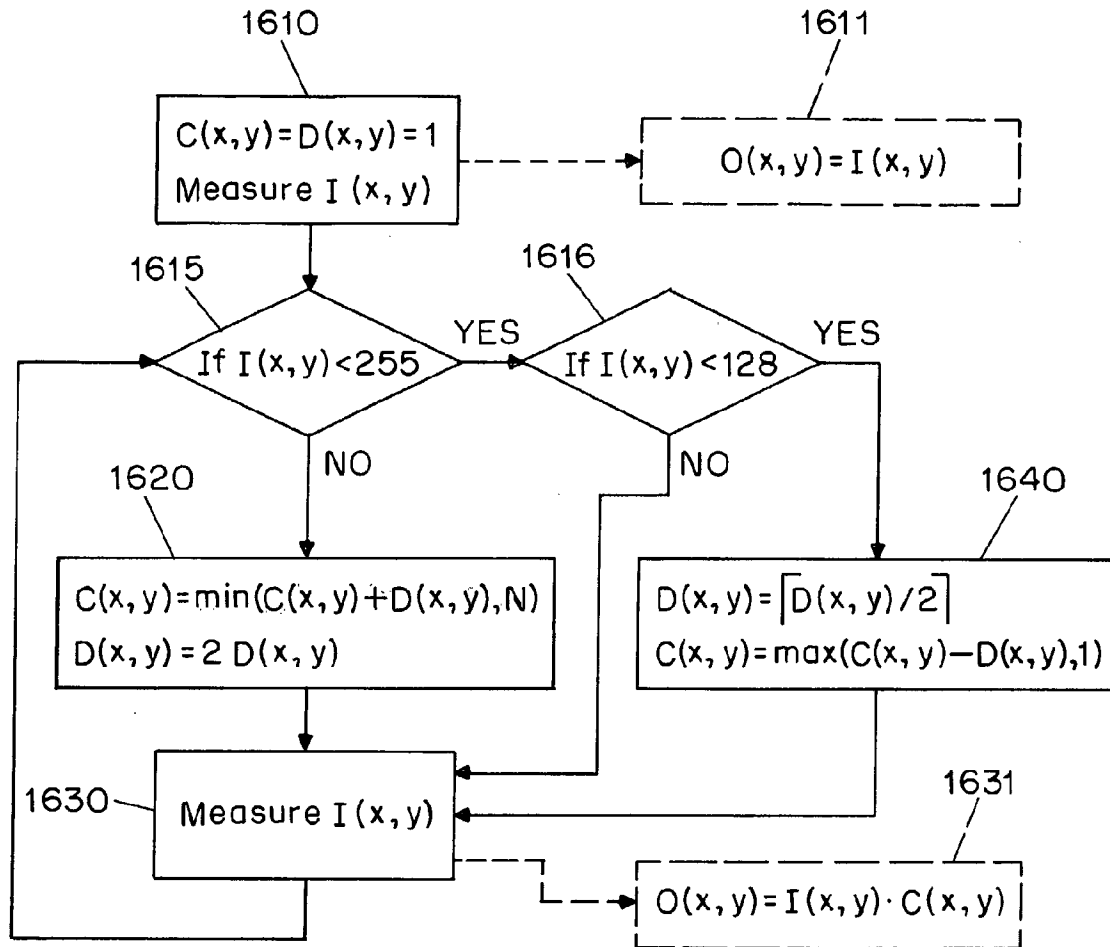 1610
1611
C(x,y)=D(x,y)=1
Measure I(x,y)
O(x,y)=I(x,y)
1615
1616
If I(x,y)<255
YES
If I(x,y)<128
YES
NO
NO
1620
1640
C(x,y)=min(C(x,y)+D(x,y),N)
D(x,y)=2 D(x,y)
D(x,y)=⌈D(x,y)/2⌉
C(x,y)=max(C(x,y)−D(x,y),1)
1630
Measure I(x,y)
1631
O(x,y)=I(x,y)·C(x,y)